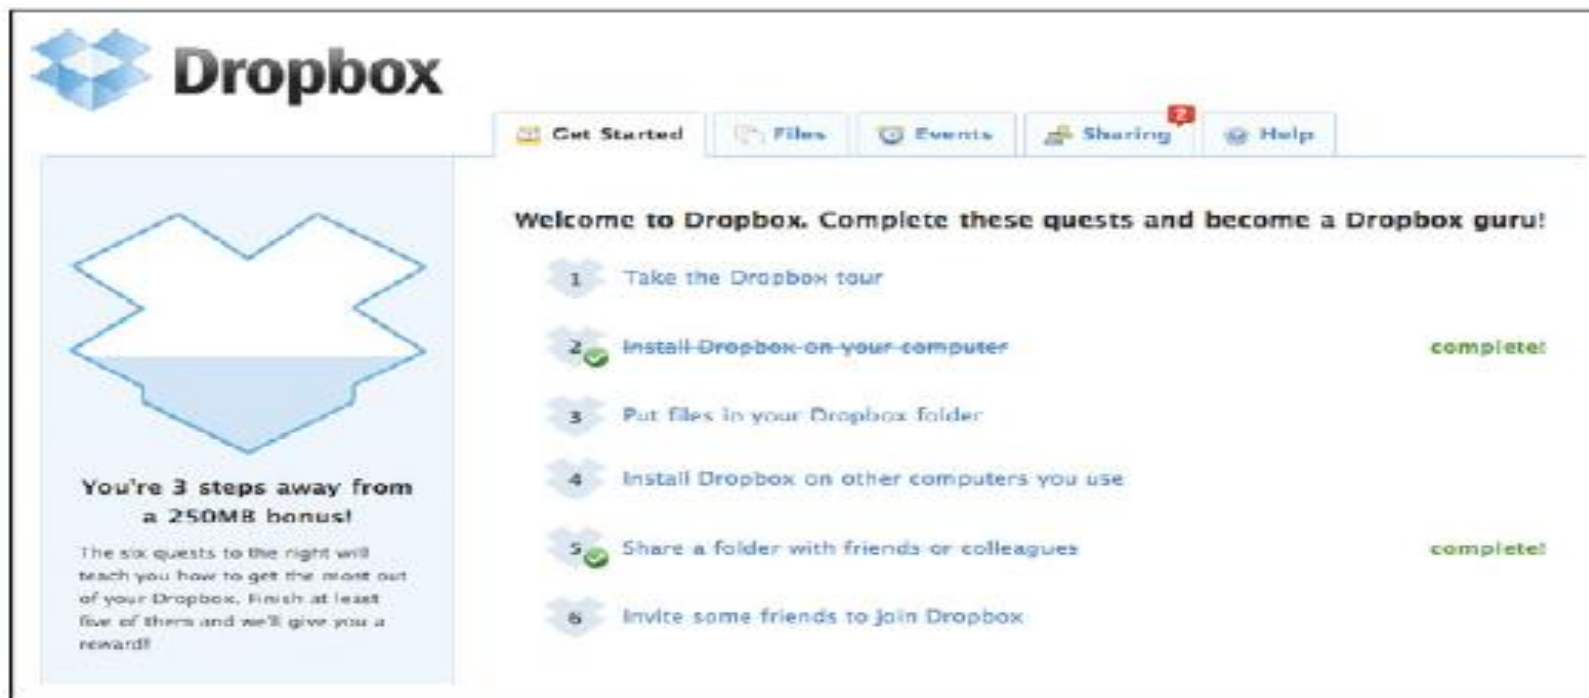 Dropbox
Get Started Files Events Sharing 2 Help
Welcome to Dropbox. Complete these quests and become a Dropbox guru!
1 Take the Dropbox tour
2 Install Dropbox on your computer complete!
3 Put files in your Dropbox folder
4 Install Dropbox on other computers you use
5 Share a folder with friends or colleagues complete!
6 Invite some friends to join Dropbox
You're 3 steps away from
a 250MB bonus!
The six quests to the right will
teach you how to get the most out
of your Dropbox. Finish at least
five of them and we'll give you a
reward!